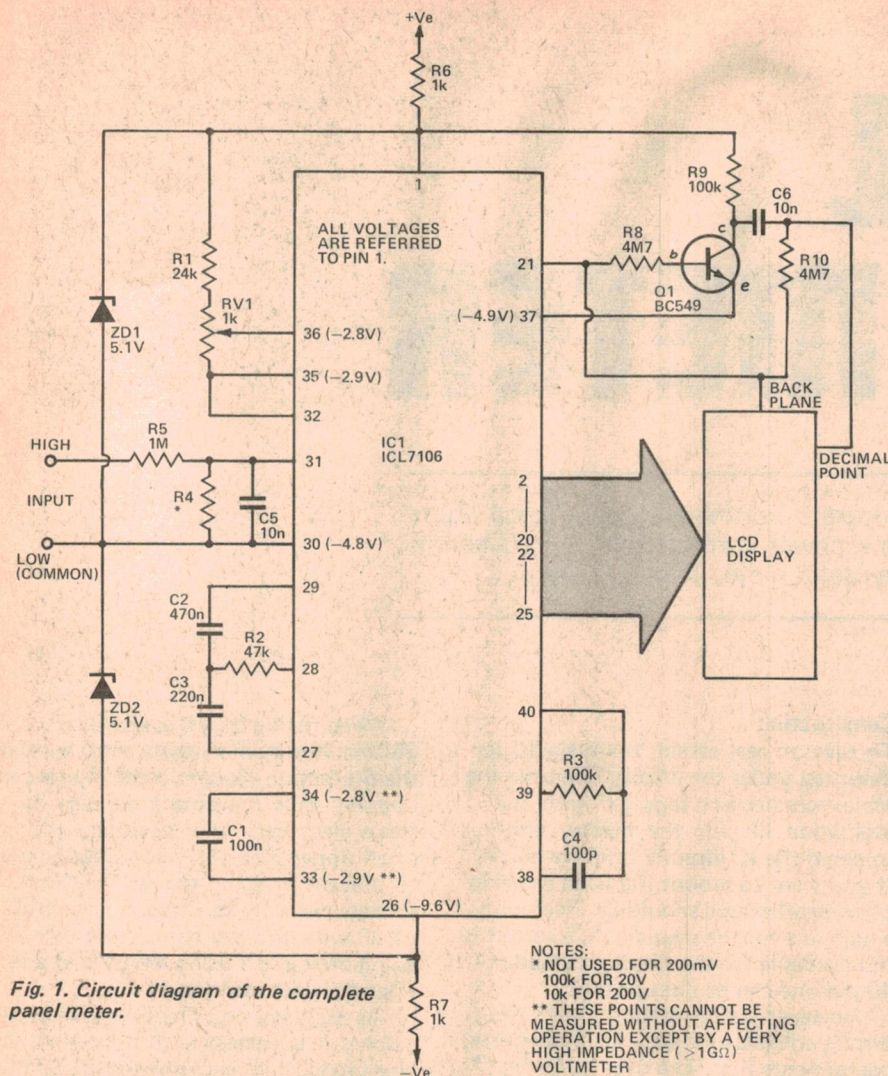 +Ve
R6
1k
1
ALL VOLTAGES
ARE REFERRED
TO PIN 1.
R9
100k
C6
10n
c
R8
4M7
b
21
R10
4M7
e
Q1
BC549
R1
24k
RV1
1k
ZD1
5.1V
36 (−2.8V)
(−4.9V) 37
35 (−2.9V)
32
BACK
PLANE
HIGH
R5
1M
31
IC1
ICL7106
DECIMAL
POINT
INPUT
R4
*
C5
10n
2
20
22
25
LOW
(COMMON)
30 (−4.8V)
LCD
DISPLAY
29
C2
470n
R2
47k
28
C3
220n
ZD2
5.1V
27
40
R3
100k
39
34 (−2.8V **)
C1
100n
C4
100p
33 (−2.9V **)
38
26 (−9.6V)
R7
1k
−Ve
Fig. 1. Circuit diagram of the complete
panel meter.
NOTES:
* NOT USED FOR 200mV
100k FOR 20V
10k FOR 200V
** THESE POINTS CANNOT BE
MEASURED WITHOUT AFFECTING
OPERATION EXCEPT BY A VERY
HIGH IMPEDANCE (>1GΩ)
VOLTMETER